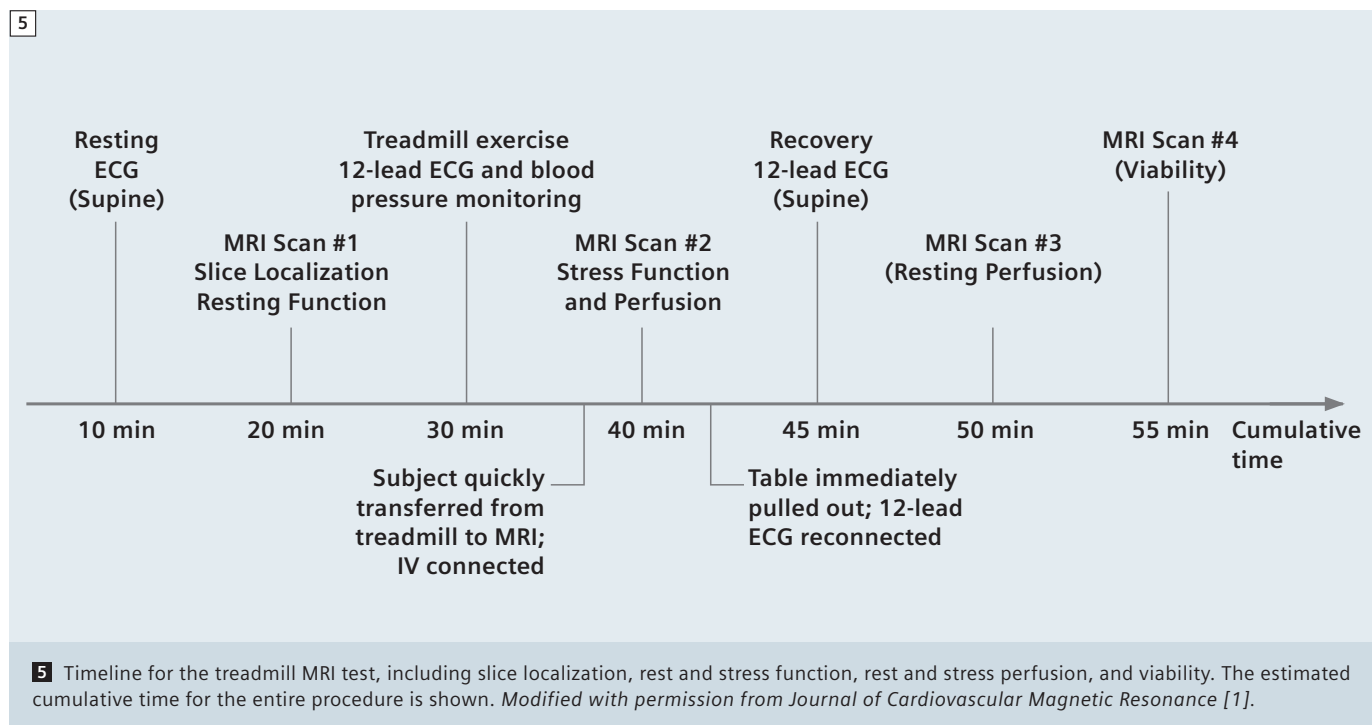 5
Resting
ECG
(Supine)
Treadmill exercise
12-lead ECG and blood
pressure monitoring
Recovery
12-lead ECG
(Supine)
MRI Scan #4
(Viability)
MRI Scan #1
Slice Localization
Resting Function
MRI Scan #2
Stress Function
and Perfusion
MRI Scan #3
(Resting Perfusion)
10 min
20 min
30 min
40 min
45 min
50 min
55 min
Cumulative
time
Subject quickly
transferred from
treadmill to MRI;
IV connected
Table immediately
pulled out; 12-lead
ECG reconnected
5 Timeline for the treadmill MRI test, including slice localization, rest and stress function, rest and stress perfusion, and viability. The estimated
cumulative time for the entire procedure is shown. Modified with permission from Journal of Cardiovascular Magnetic Resonance [1].